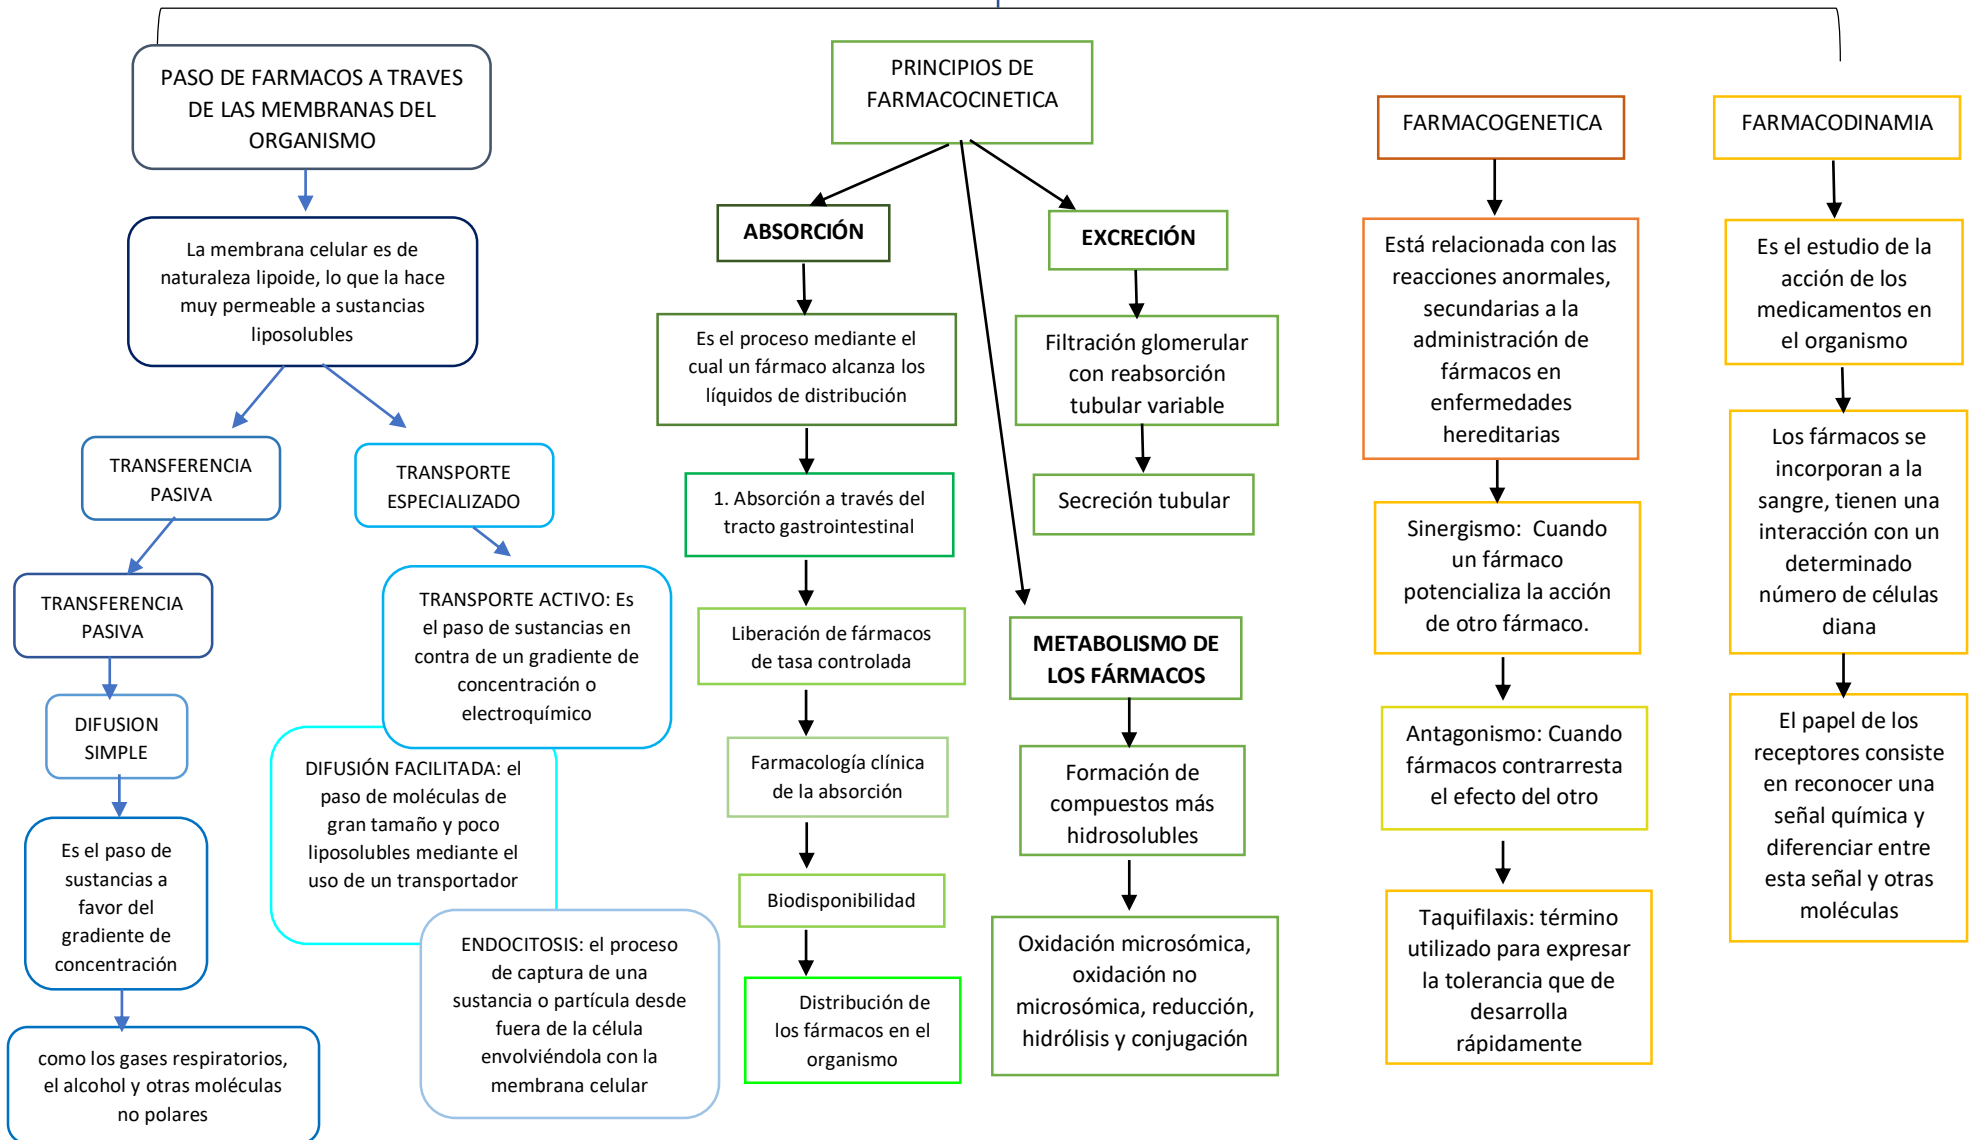 PASO DE FARMACOS A TRAVES
DE LAS MEMBRANAS DEL
ORGANISMO
La membrana celular es de
naturaleza lipoide, lo que la hace
muy permeable a sustancias
liposolubles
TRANSFERENCIA
PASIVA
TRANSFERENCIA
PASIVA
DIFUSION
SIMPLE
Es el paso de
sustancias a
favor del
gradiente de
concentración
como los gases respiratorios,
el alcohol y otras moléculas
no polares
TRANSPORTE
ESPECIALIZADO
TRANSPORTE ACTIVO: Es
el paso de sustancias en
contra de un gradiente de
concentración o
electroquímico
DIFUSIÓN FACILITADA: el
paso de moléculas de
gran tamaño y poco
liposolubles mediante el
uso de un transportador
ENDOCITOSIS: el proceso
de captura de una
sustancia o partícula desde
fuera de la célula
envolviéndola con la
membrana celular
PRINCIPIOS DE
FARMACOCINETICA
ABSORCIÓN
Es el proceso mediante el
cual un fármaco alcanza los
líquidos de distribución
1. Absorción a través del
tracto gastrointestinal
Liberación de fármacos
de tasa controlada
Farmacología clínica
de la absorción
Biodisponibilidad
Distribución de
los fármacos en el
organismo
EXCRECIÓN
Filtración glomerular
con reabsorción
tubular variable
Secreción tubular
METABOLISMO DE
LOS FÁRMACOS
Formación de
compuestos más
hidrosolubles
Oxidación microsómica,
oxidación no
microsómica, reducción,
hidrólisis y conjugación
FARMACOGENETICA
Está relacionada con las
reacciones anormales,
secundarias a la
administración de
fármacos en
enfermedades
hereditarias
Sinergismo: Cuando
un fármaco
potencializa la acción
de otro fármaco.
Antagonismo: Cuando
fármacos contrarresta
el efecto del otro
Taquifilaxis: término
utilizado para expresar
la tolerancia que de
desarrolla
rápidamente
FARMACODINAMIA
Es el estudio de la
acción de los
medicamentos en
el organismo
Los fármacos se
incorporan a la
sangre, tienen una
interacción con un
determinado
número de células
diana
El papel de los
receptores consiste
en reconocer una
señal química y
diferenciar entre
esta señal y otras
moléculas